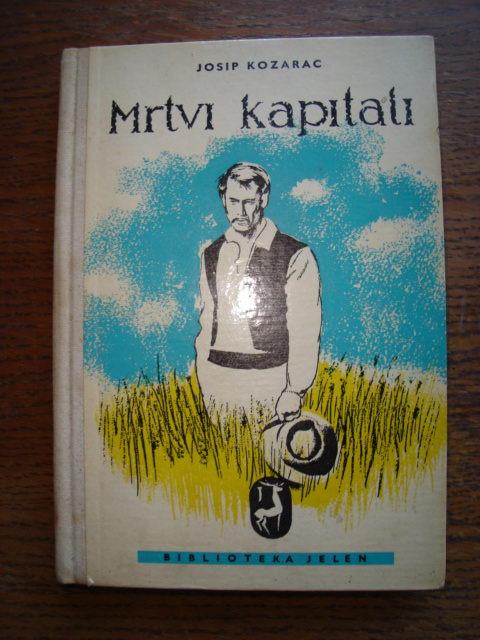 JOSIP KOZARAC
Mrtvi kapitali
BIBLIOTEKA JELEN